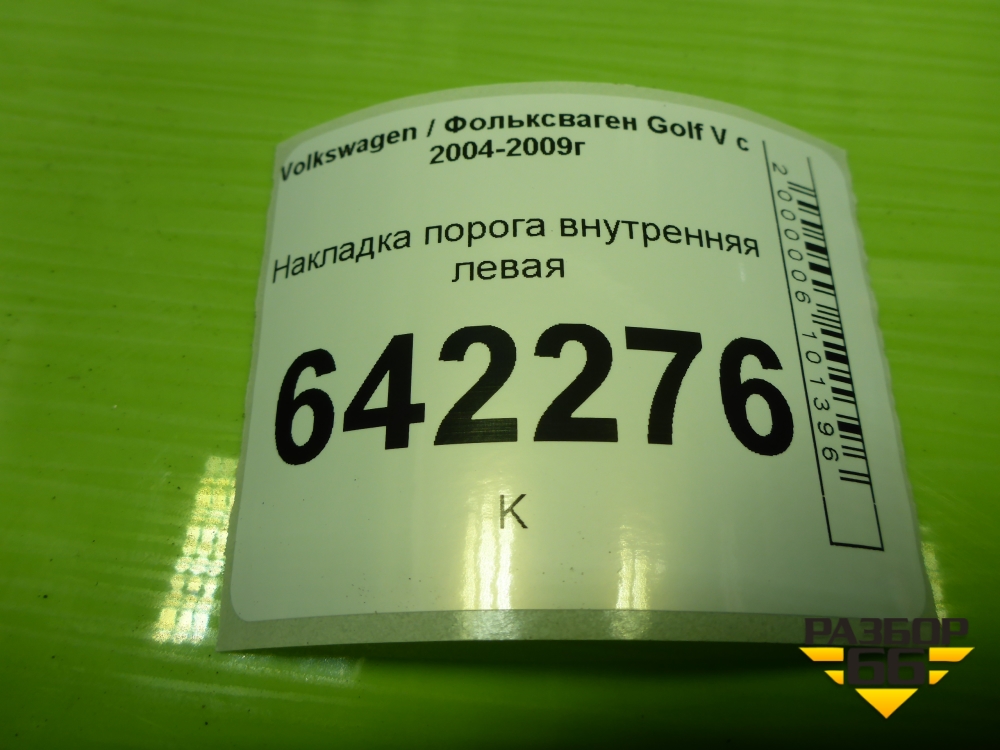 Volkswagen / Фольксваген Golf V с
2004-2009г
Накладка порога внутренняя
левая
642276
К
2000006101396
РАЗБОР
66